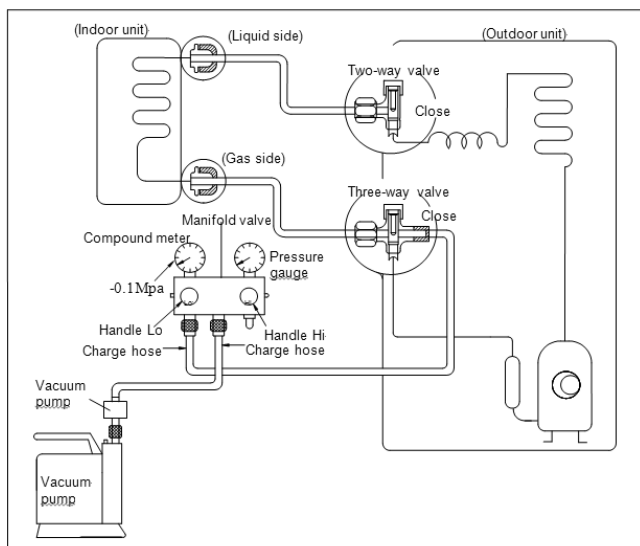 (Indoor unit)
(Liquid side)
(Outdoor unit)
Two-way valve
Close
(Gas side)
Three-way valve
Close
Manifold valve
Compound meter
Pressure
gauge
-0.1Mpa
Handle Lo
Handle Hi
Charge hose
Charge hose
Vacuum
pump
Vacuum
pump